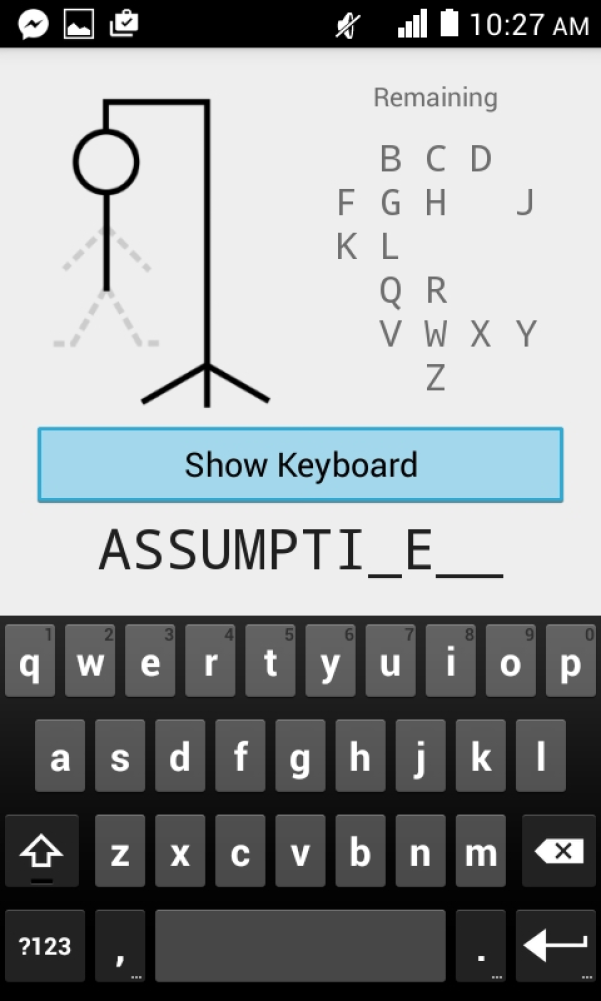 10:27 AM
Remaining
B C D
F G H J
K L
Q R
V W X Y
Z
Show Keyboard
ASSUMPTI_E__
1 2 3 4 5 6 7 8 9 0
q w e r t y u i o p
a s d f g h j k l
z x c v b n m
?123 , ... . ... ...